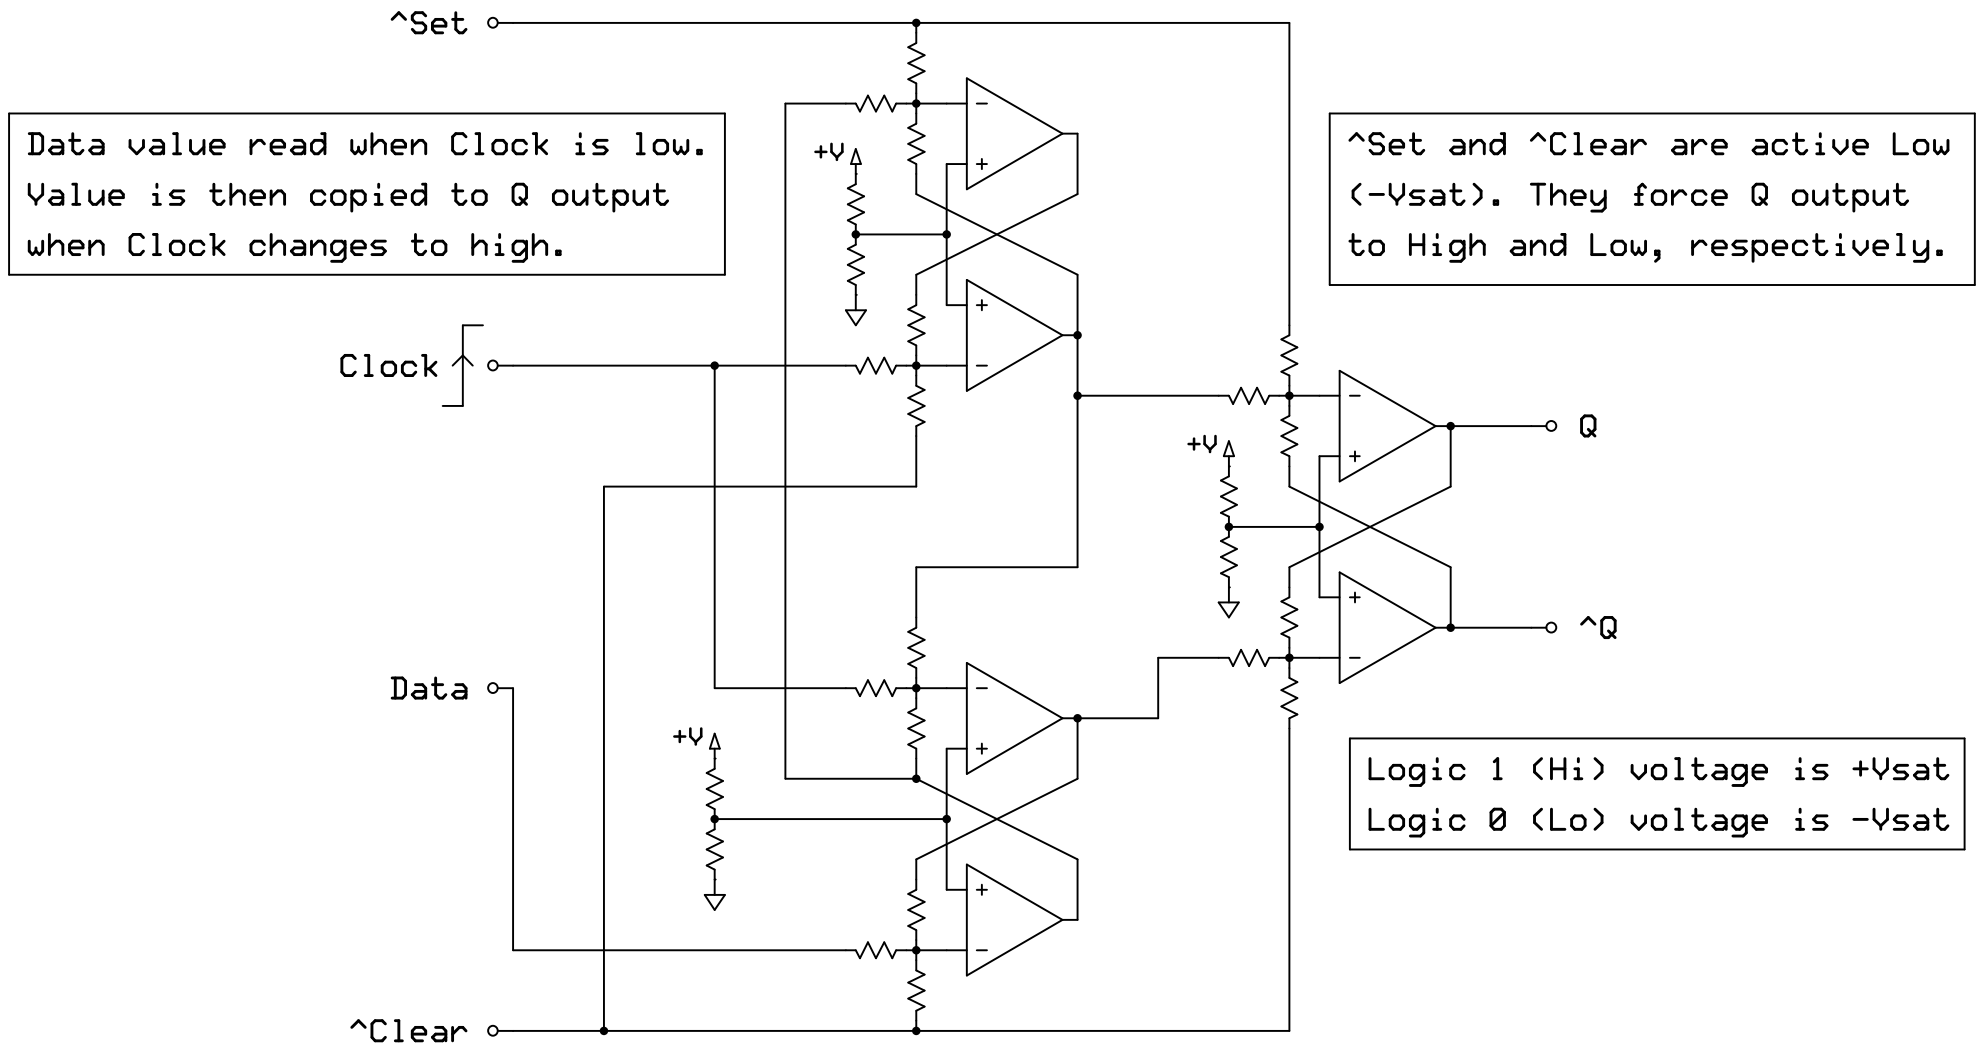 ^Set
Data value read when Clock is low.
Value is then copied to Q output
when Clock changes to high.
^Set and ^Clear are active Low
(-Vsat). They force Q output
to High and Low, respectively.
-
+V
+
+
Clock
-
-
Q
+V
+
+
^Q
-
Data
-
+V
+
Logic 1 (Hi) voltage is +Vsat
Logic 0 (Lo) voltage is -Vsat
+
-
^Clear